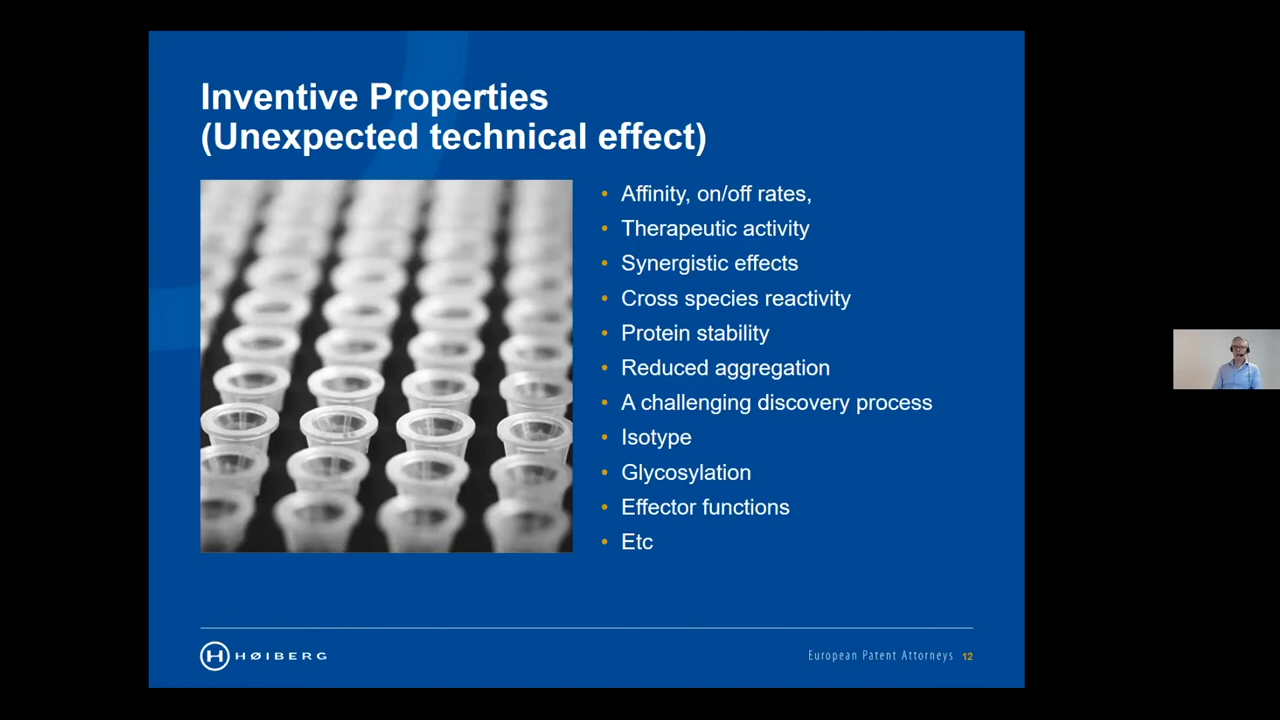 Inventive Properties
(Unexpected technical effect)
• Affinity, on/off rates,
• Therapeutic activity
• Synergistic effects
• Cross species reactivity
• Protein stability
• Reduced aggregation
• A challenging discovery process
• Isotype
• Glycosylation
• Effector functions
• Etc
H HØIBERG
European Patent Attorneys 12